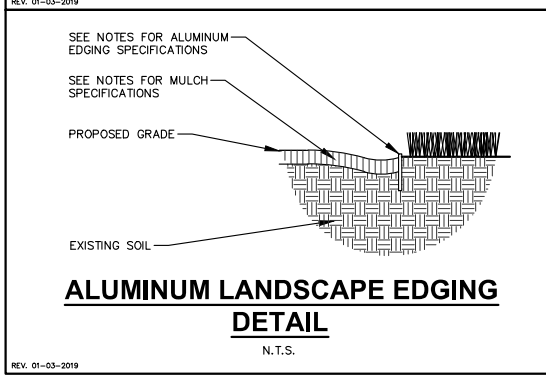 REV. 01-03-2019
SEE NOTES FOR ALUMINUM
EDGING SPECIFICATIONS
SEE NOTES FOR MULCH
SPECIFICATIONS
PROPOSED GRADE
EXISTING SOIL
ALUMINUM LANDSCAPE EDGING
DETAIL
N.T.S.
REV. 01-03-2019